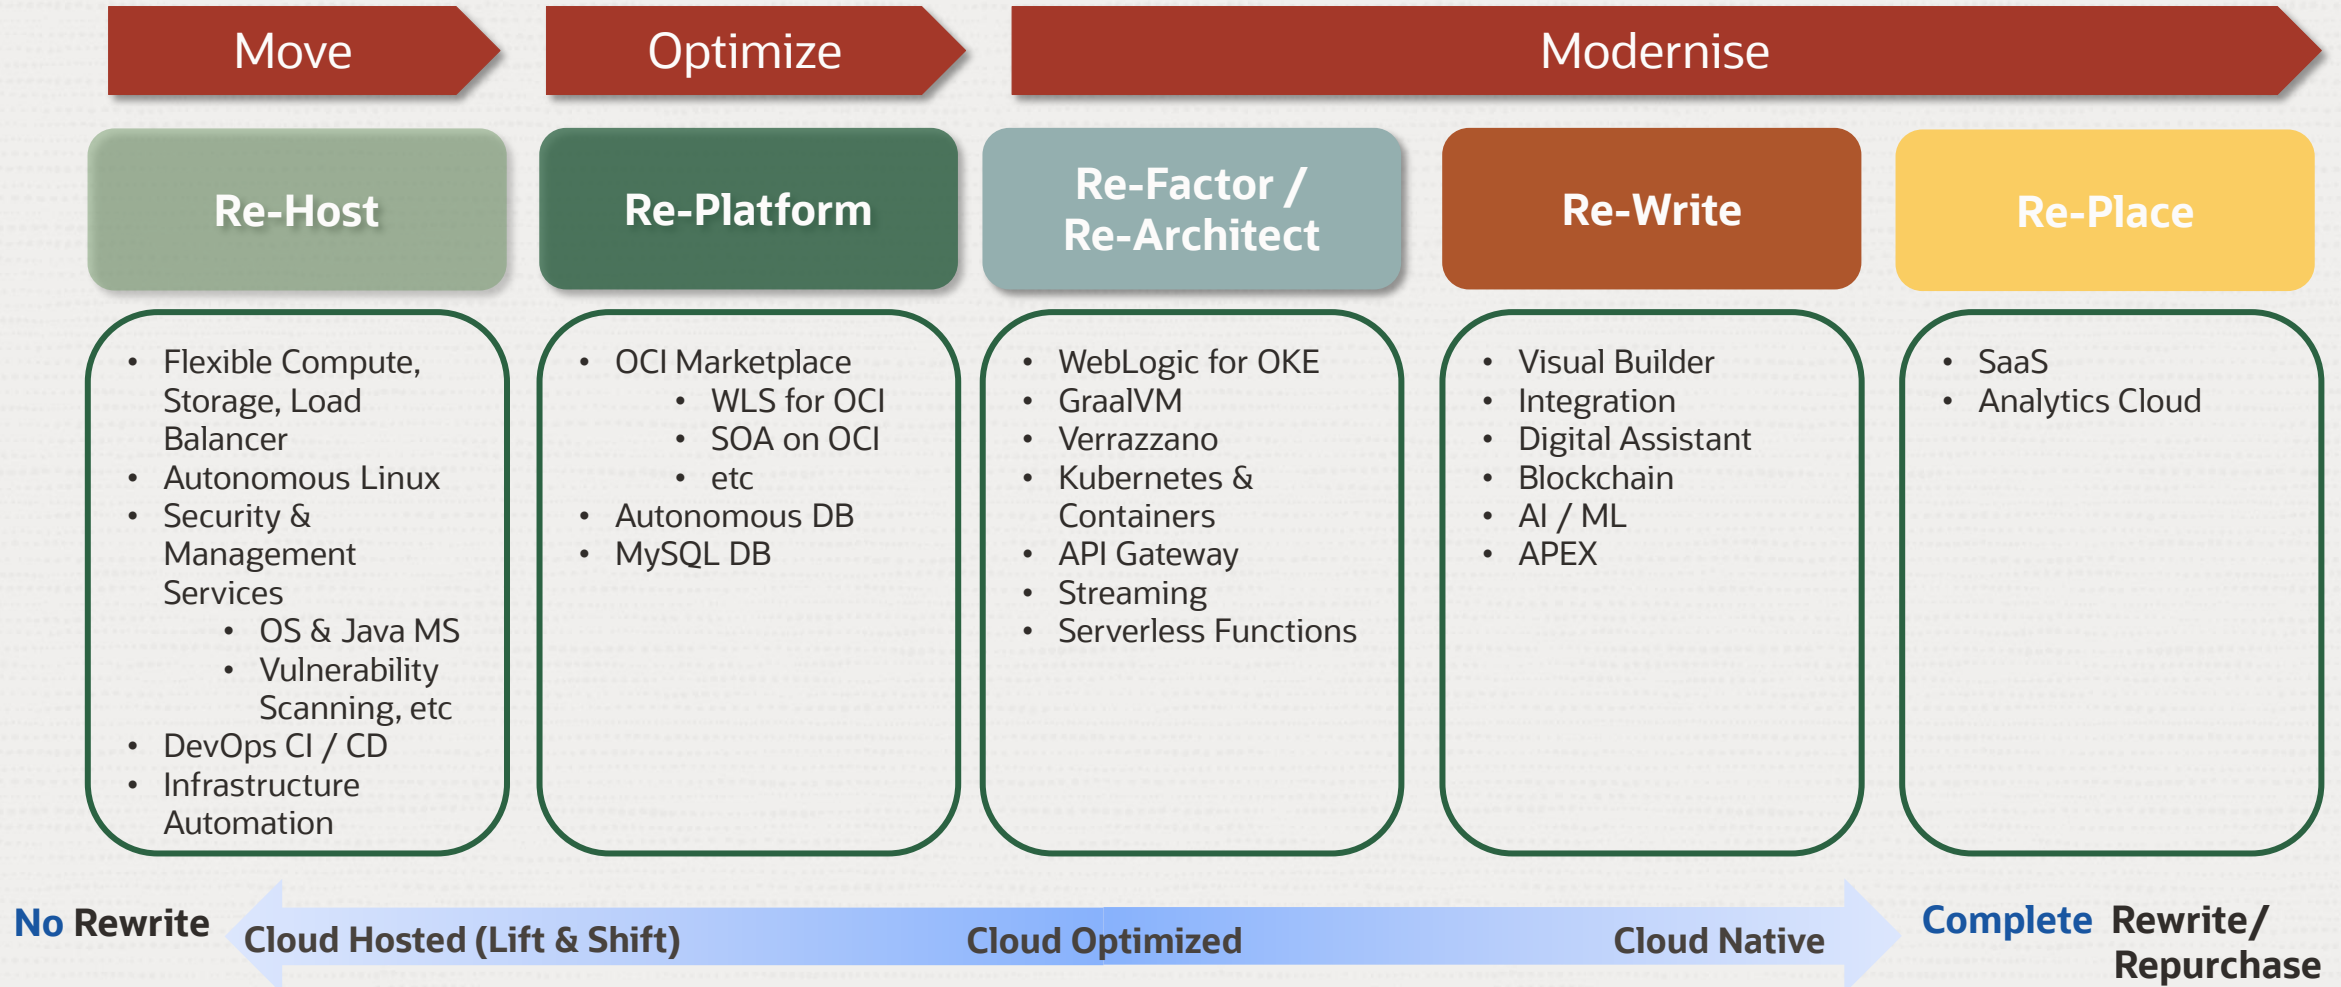 Move
Optimize
Modernise
Re-Host
Re-Platform
Re-Factor /
Re-Architect
Re-Write
Re-Place
• Flexible Compute,
Storage, Load
Balancer
• Autonomous Linux
• Security &
Management
Services
• OS & Java MS
• Vulnerability
Scanning, etc
• DevOps CI / CD
• Infrastructure
Automation
• OCI Marketplace
• WLS for OCI
• SOA on OCI
• etc
• Autonomous DB
• MySQL DB
• WebLogic for OKE
• GraalVM
• Verrazzano
• Kubernetes &
Containers
• API Gateway
• Streaming
• Serverless Functions
• Visual Builder
• Integration
• Digital Assistant
• Blockchain
• AI / ML
• APEX
• SaaS
• Analytics Cloud
No Rewrite
Cloud Hosted (Lift & Shift)
Cloud Optimized
Cloud Native
Complete Rewrite/
Repurchase